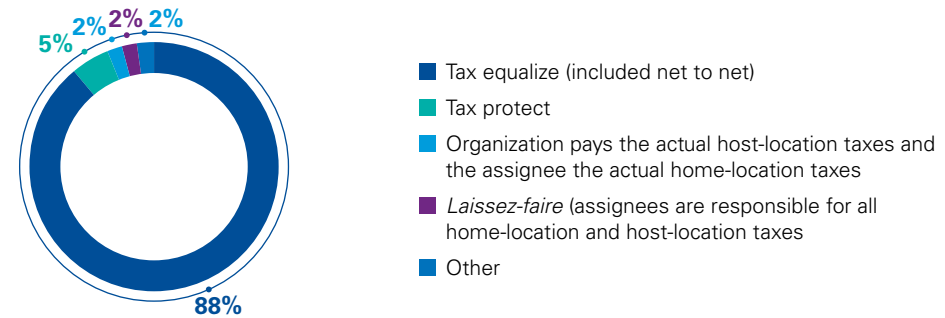 5%
2%
2%
2%
88%
Tax equalize (included net to net)
Tax protect
Organization pays the actual host-location taxes and
the assignee the actual home-location taxes
Laissez-faire (assignees are responsible for all
home-location and host-location taxes
Other